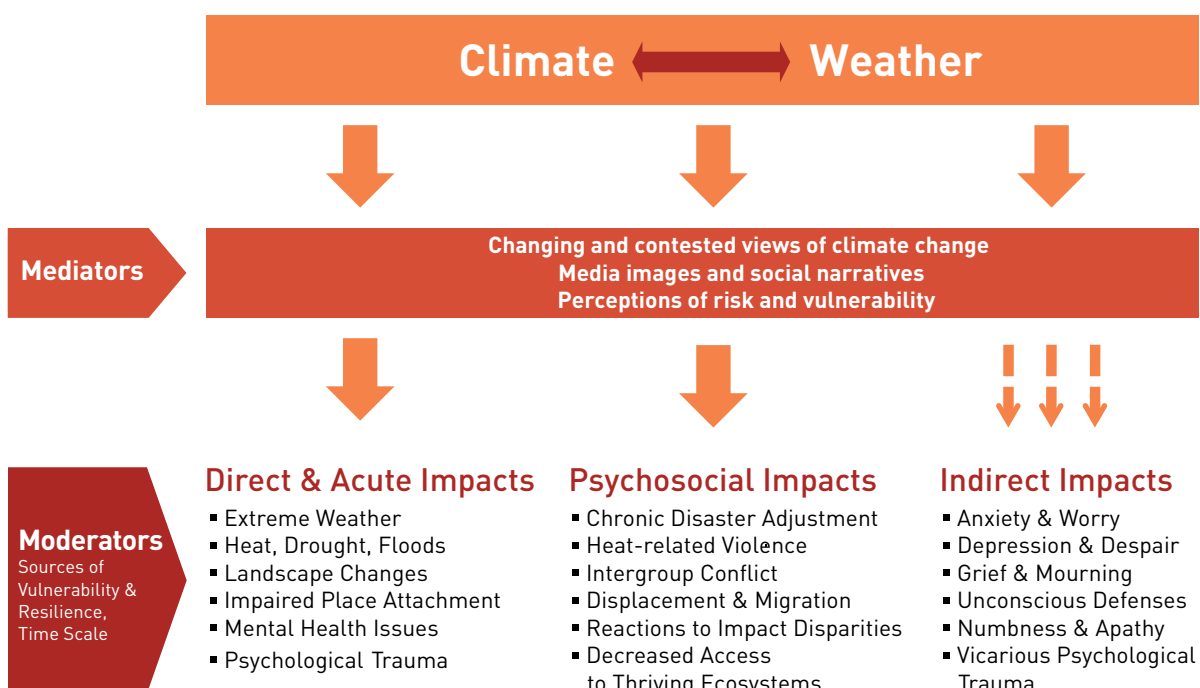 Climate Weather
Mediators
Changing and contested views of climate change
Media images and social narratives
Perceptions of risk and vulnerability
Moderators
Sources of
Vulnerability &
Resilience,
Time Scale
Direct & Acute Impacts
▪ Extreme Weather
▪ Heat, Drought, Floods
▪ Landscape Changes
▪ Impaired Place Attachment
▪ Mental Health Issues
▪ Psychological Trauma
Psychosocial Impacts
▪ Chronic Disaster Adjustment
▪ Heat-related Violence
▪ Intergroup Conflict
▪ Displacement & Migration
▪ Reactions to Impact Disparities
▪ Decreased Access
to Thriving Ecosystems
Indirect Impacts
▪ Anxiety & Worry
▪ Depression & Despair
▪ Grief & Mourning
▪ Unconscious Defenses
▪ Numbness & Apathy
▪ Vicarious Psychological
Trauma